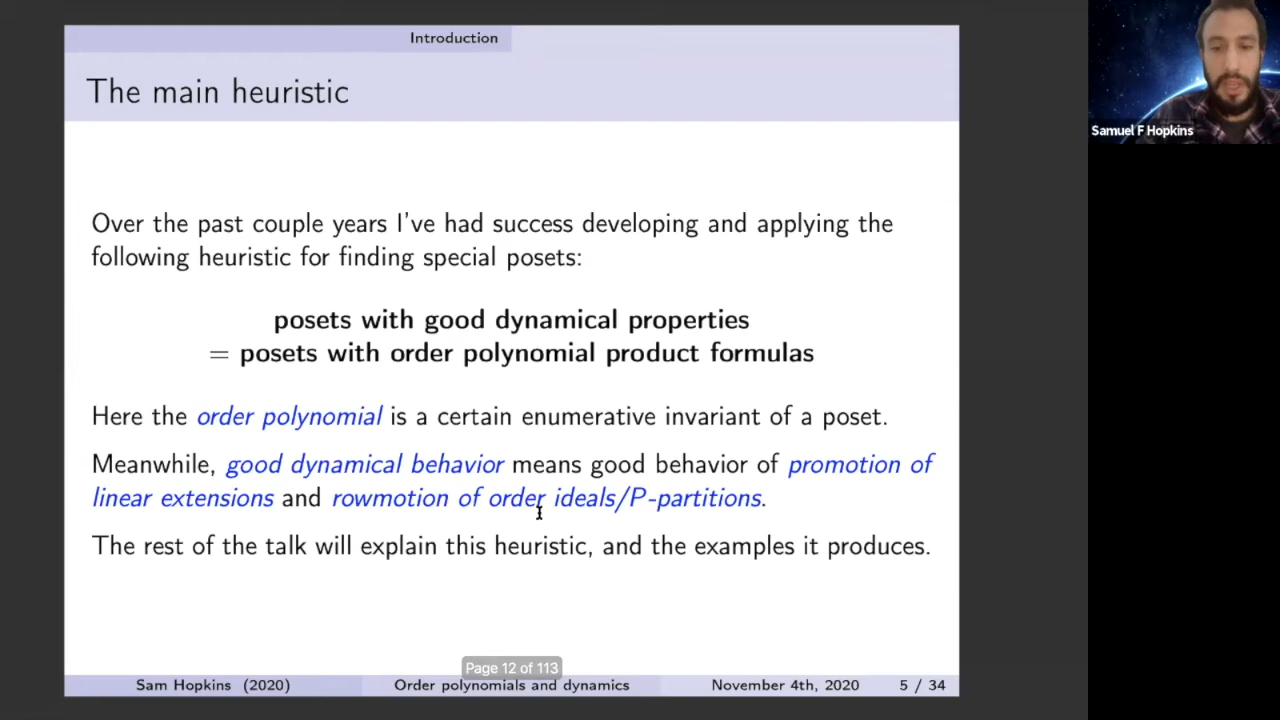 Introduction
The main heuristic
Over the past couple years I've had success developing and applying the
following heuristic for finding special posets:
posets with good dynamical properties
= posets with order polynomial product formulas
Here the order polynomial is a certain enumerative invariant of a poset.
Meanwhile, good dynamical behavior means good behavior of promotion of
linear extensions and rowmotion of order ideals/P-partitions.
The rest of the talk will explain this heuristic, and the examples it produces.
Page 12 of 113
Sam Hopkins (2020) Order polynomials and dynamics November 4th, 2020 5 / 34
Samuel F Hopkins